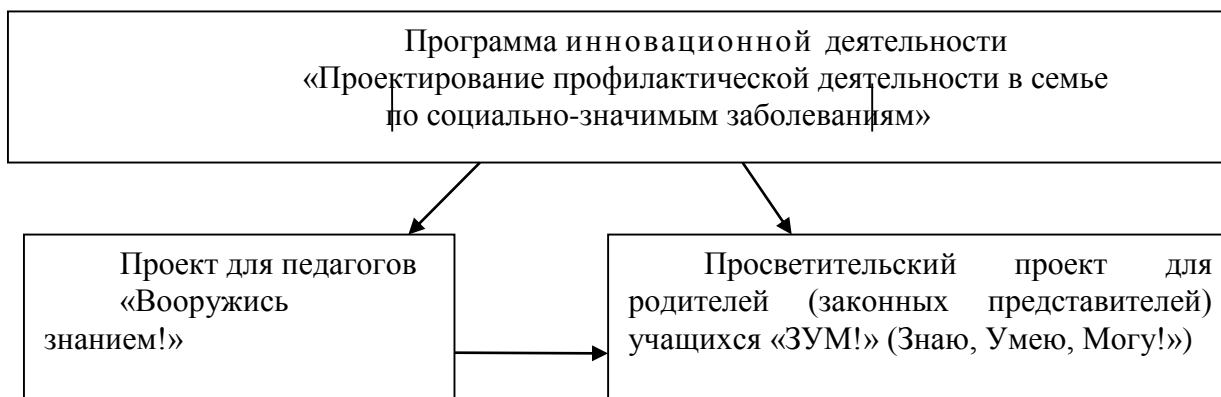 Программа инновационной деятельности
«Проектирование профилактической деятельности в семье
по социально-значимым заболеваниям»
Проект для педагогов
«Вооружись
знанием!»
Просветительский проект для
родителей (законных представителей)
учащихся «ЗУМ!» (Знаю, Умею, Могу!»)